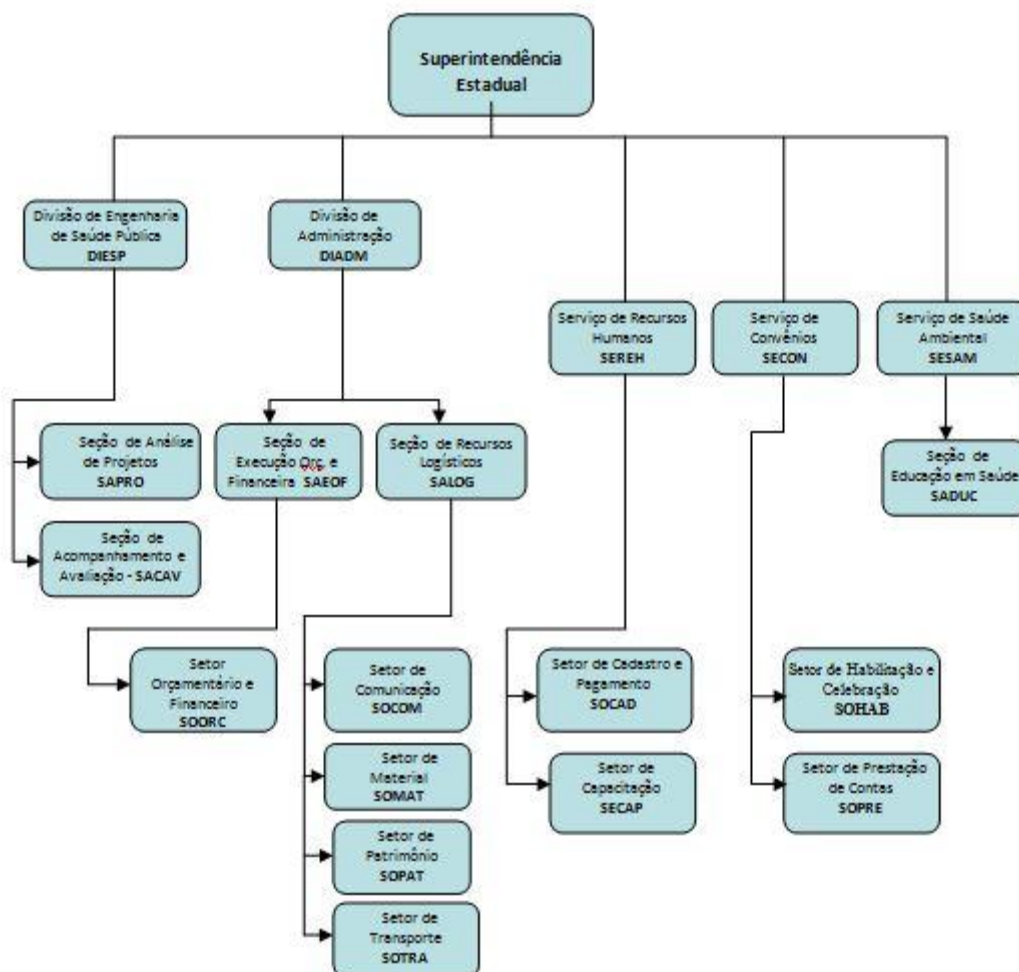 Superintendência
Estadual
Divisão de Engenharia
de Saúde Pública
DIESP
Divisão de
Administração
DIADM
Serviço de Recursos
Humanos
SEREH
Serviço de
Convênios
SECON
Serviço de Saúde
Ambiental
SESAM
Seção de Análise
de Projetos
SAPRO
Seção de
Execução Orç. e
Financeira SAEOF
Seção de Recursos
Logísticos
SALOG
Seção de
Educação em Saúde
SADUC
Seção de
Acompanhamento e
Avaliação - SACAV
Setor
Orçamentário e
Financeiro
SOORC
Setor de
Comunicação
SOCOM
Setor de Cadastro e
Pagamento
SOCAD
Setor de Habilitação e
Celebração
SOHAB
Setor de
Material
SOMAT
Setor de
Capacitação
SECAP
Setor de Prestação
de Contas
SOPRE
Setor de
Patrimônio
SOPAT
Setor de
Transporte
SOTRA